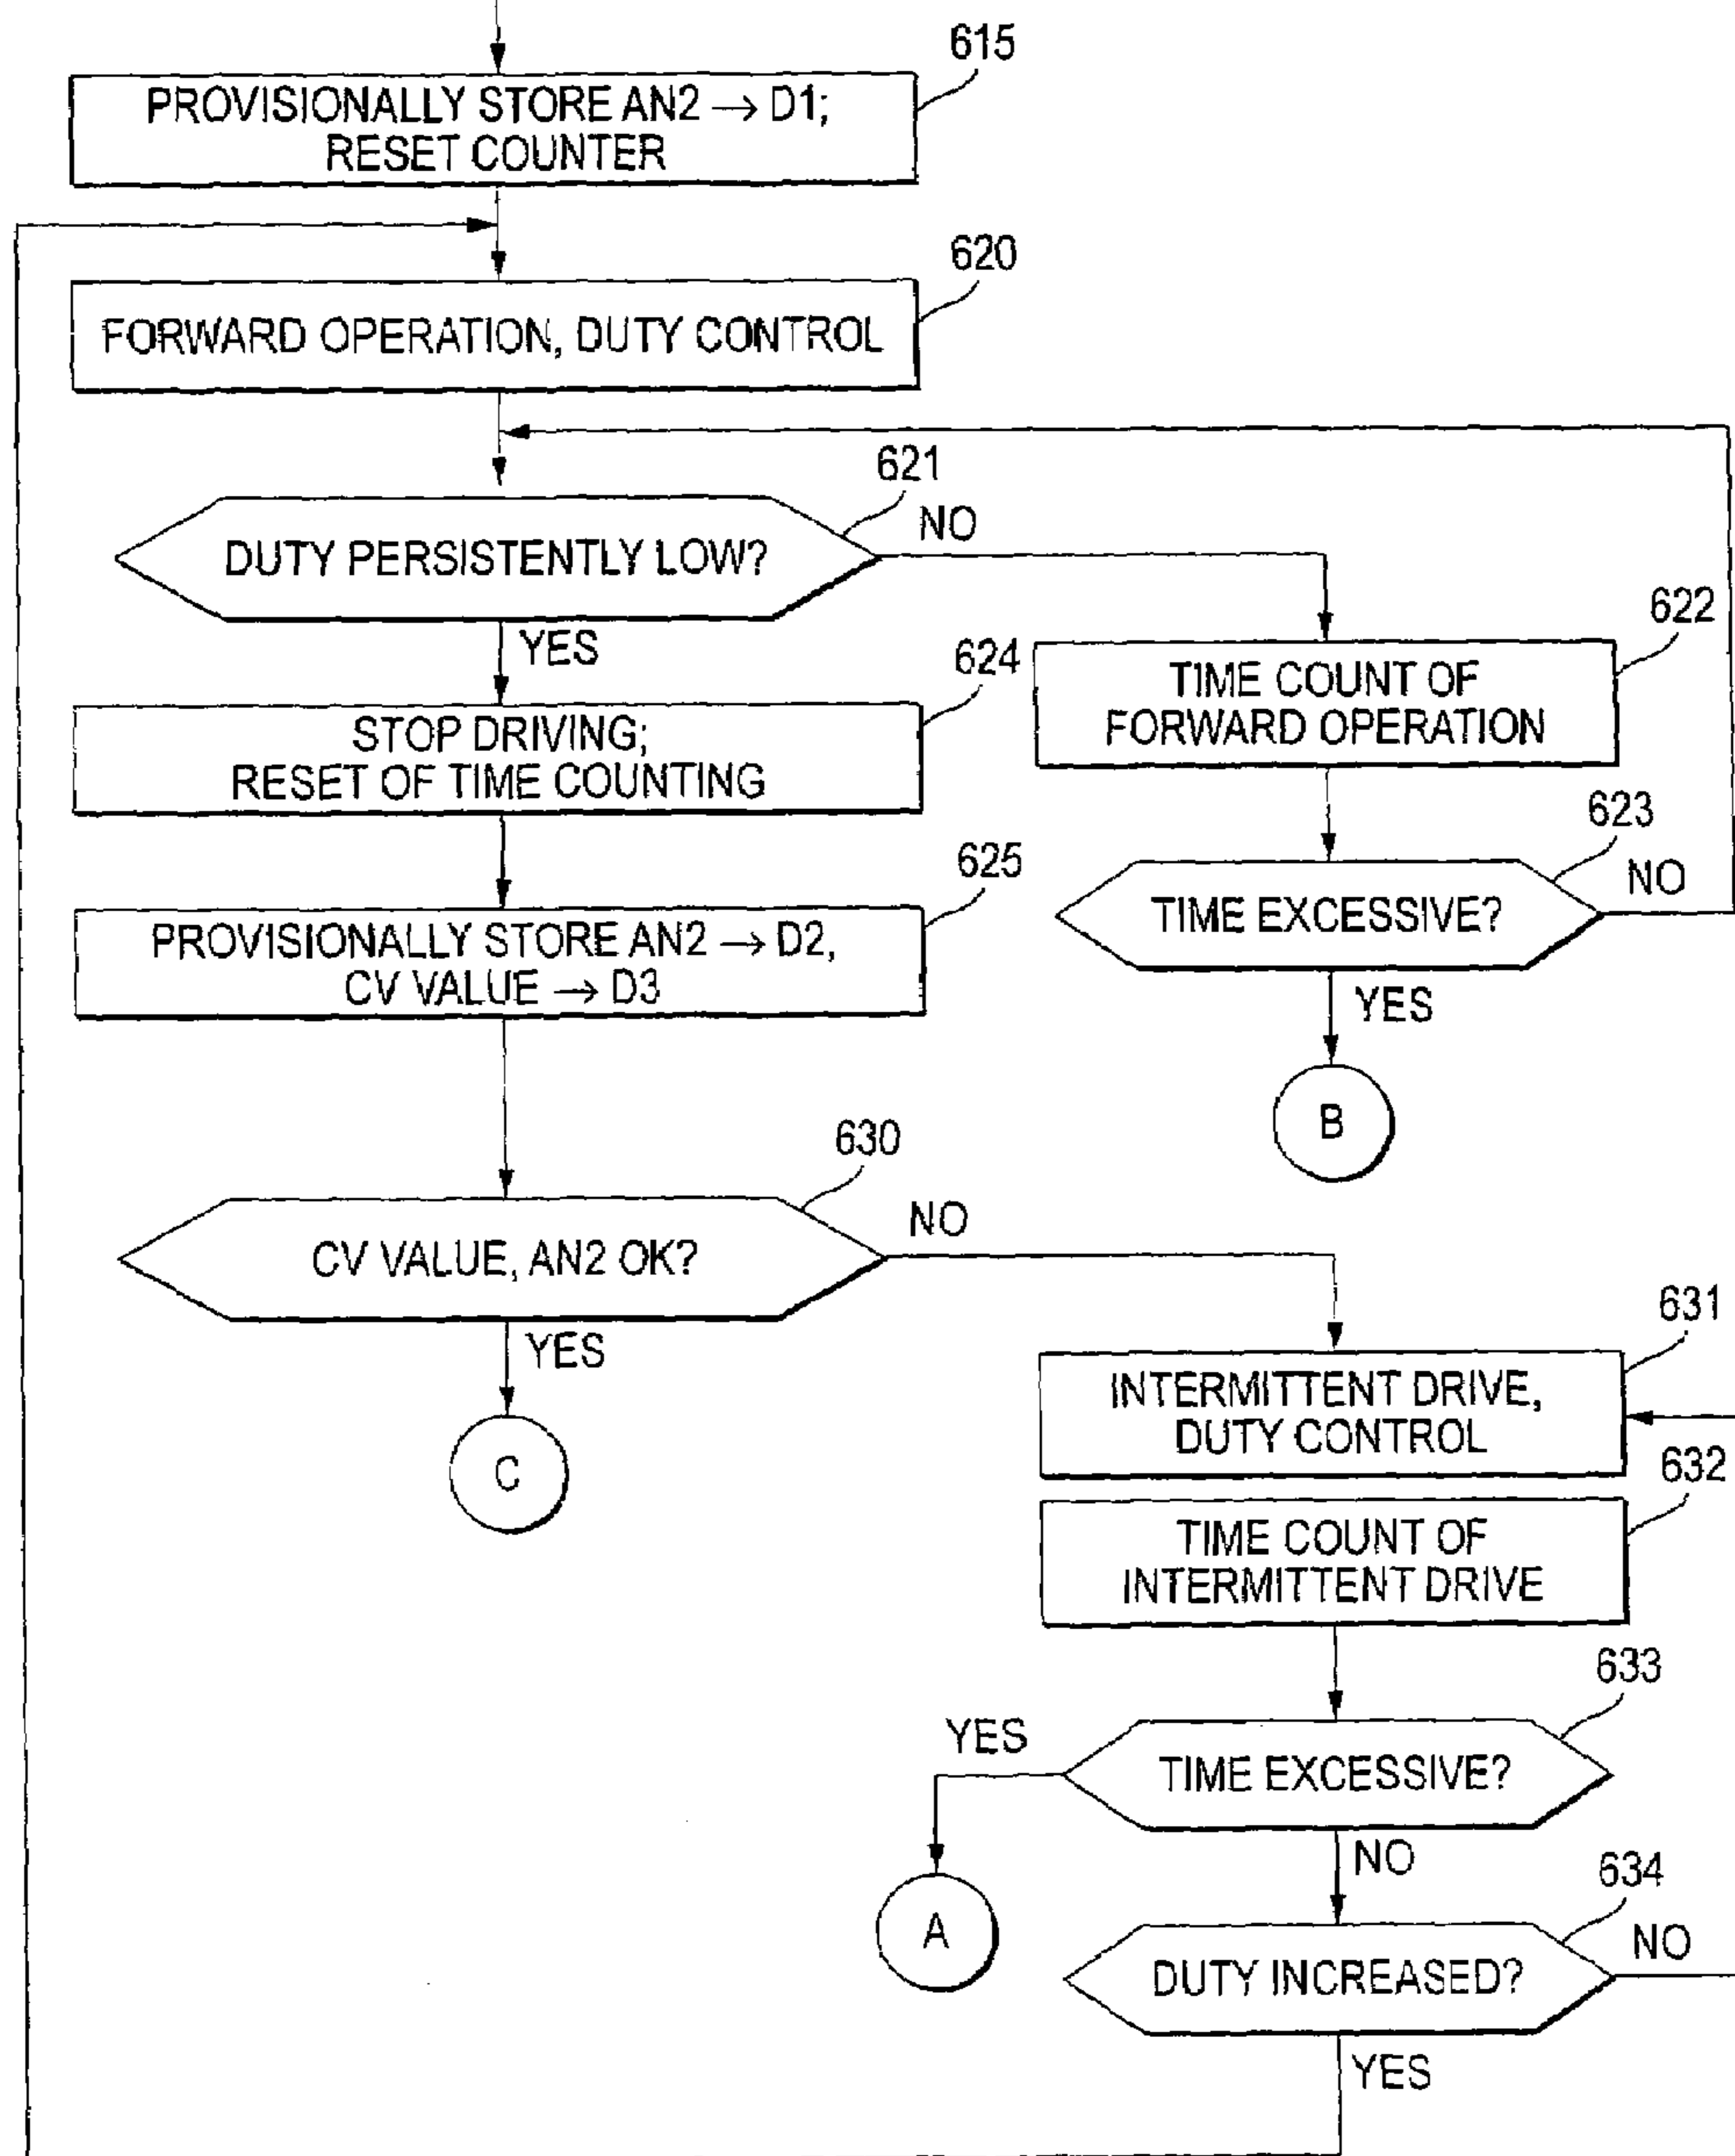 615
PROVISIONALLY STORE AN2 → D1;
RESET COUNTER
620
FORWARD OPERATION, DUTY CONTROL
621
DUTY PERSISTENTLY LOW?
NO
YES
622
TIME COUNT OF
FORWARD OPERATION
624
STOP DRIVING;
RESET OF TIME COUNTING
623
TIME EXCESSIVE?
NO
YES
625
PROVISIONALLY STORE AN2 → D2,
CV VALUE → D3
B
630
CV VALUE, AN2 OK?
NO
YES
C
631
INTERMITTENT DRIVE,
DUTY CONTROL
632
TIME COUNT OF
INTERMITTENT DRIVE
633
TIME EXCESSIVE?
YES
NO
A
634
DUTY INCREASED?
NO
YES